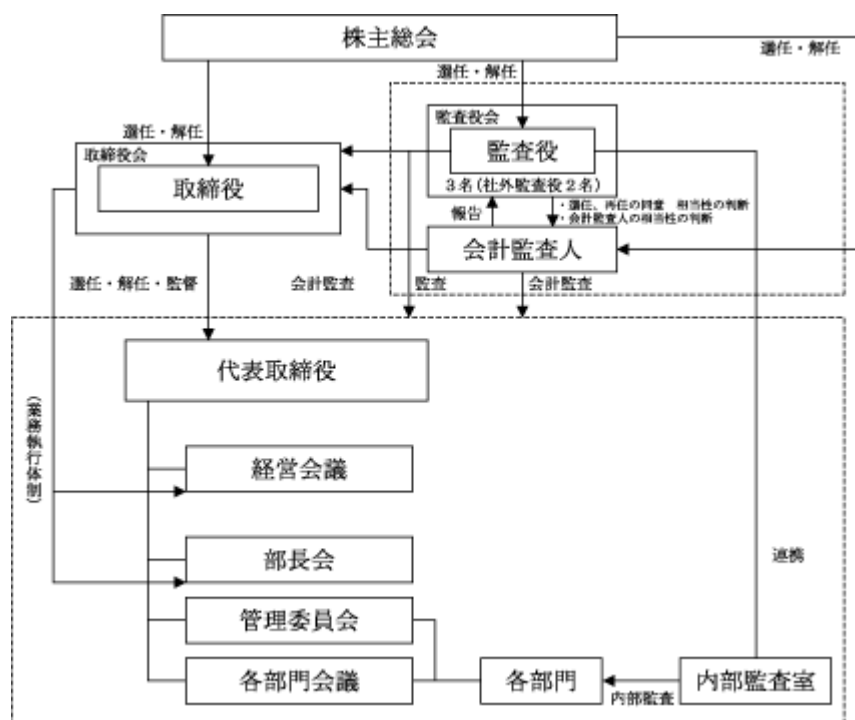 株主総会
選任・解任
選任・解任
選任・解任
監査役会
監査役
3名(社外監査役2名)
取締役会
取締役
報告
・選任、再任の同意 相当性の判断
・会計監査人の相当性の判断
会計監査人
選任・解任・監督
会計監査
監査
会計監査
代表取締役
(業務執行体制)
経営会議
部長会
連携
管理委員会
各部門会議
各部門
内部監査
内部監査室